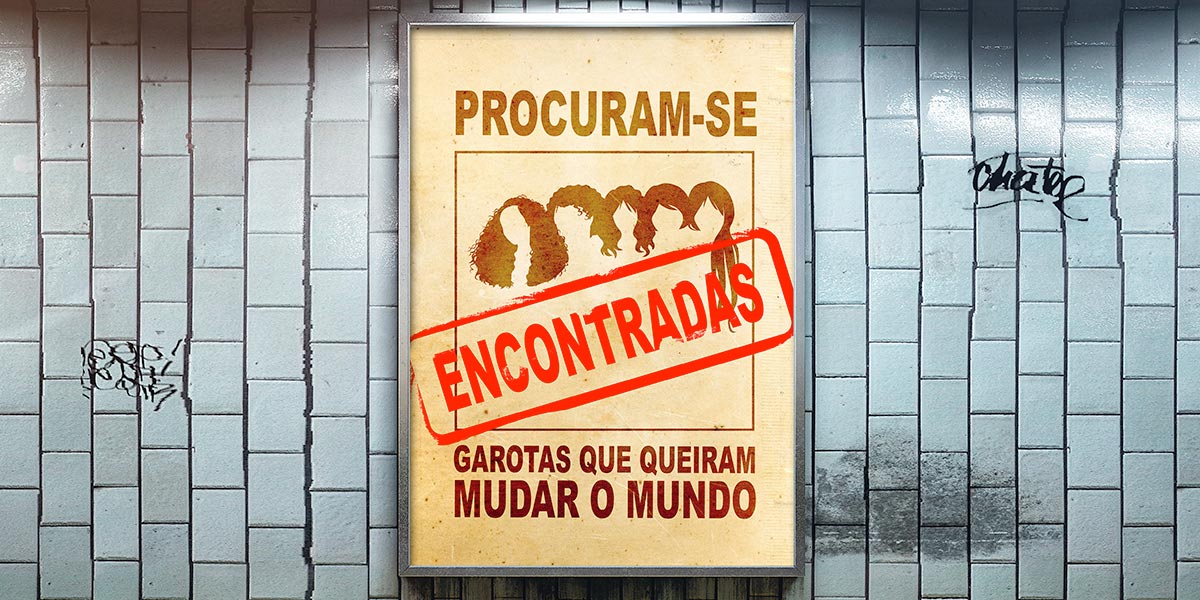 PROCURAM-SE
ENCONTRADAS
GAROTAS QUE QUEIRAM
MUDAR O MUNDO